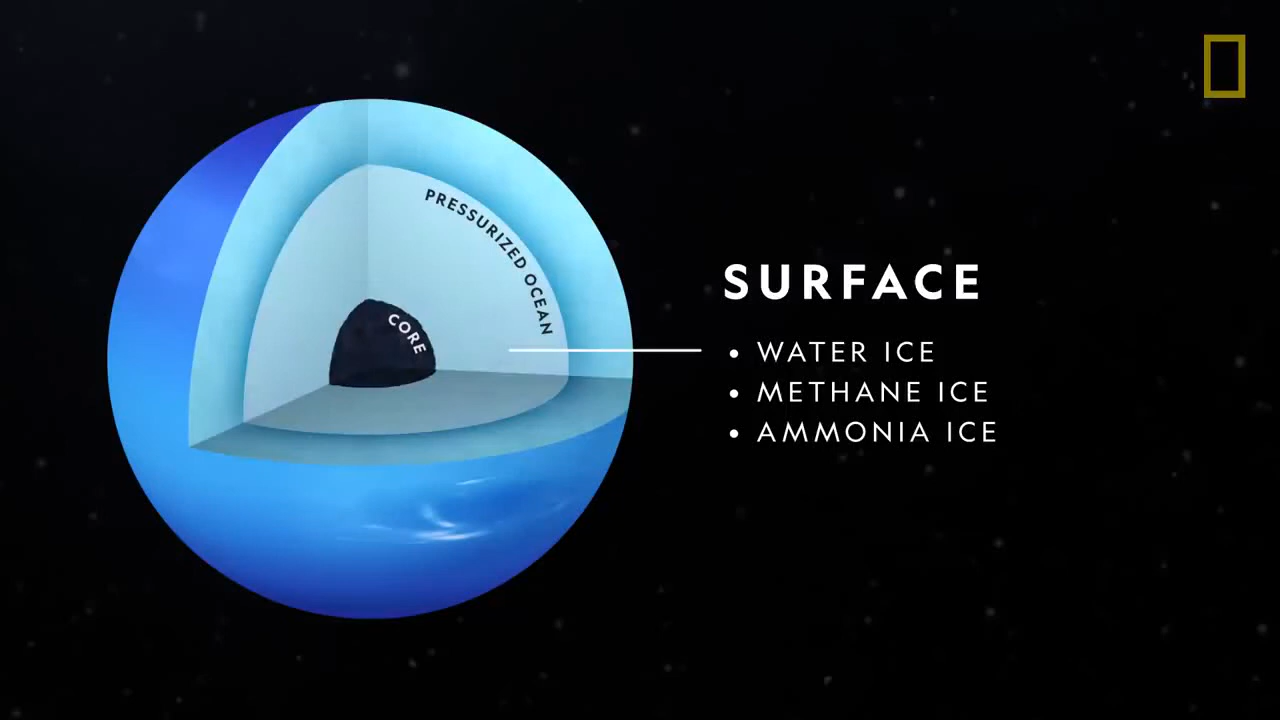 PRESSURIZED OCEAN
CORE
SURFACE
• WATER ICE
• METHANE ICE
• AMMONIA ICE